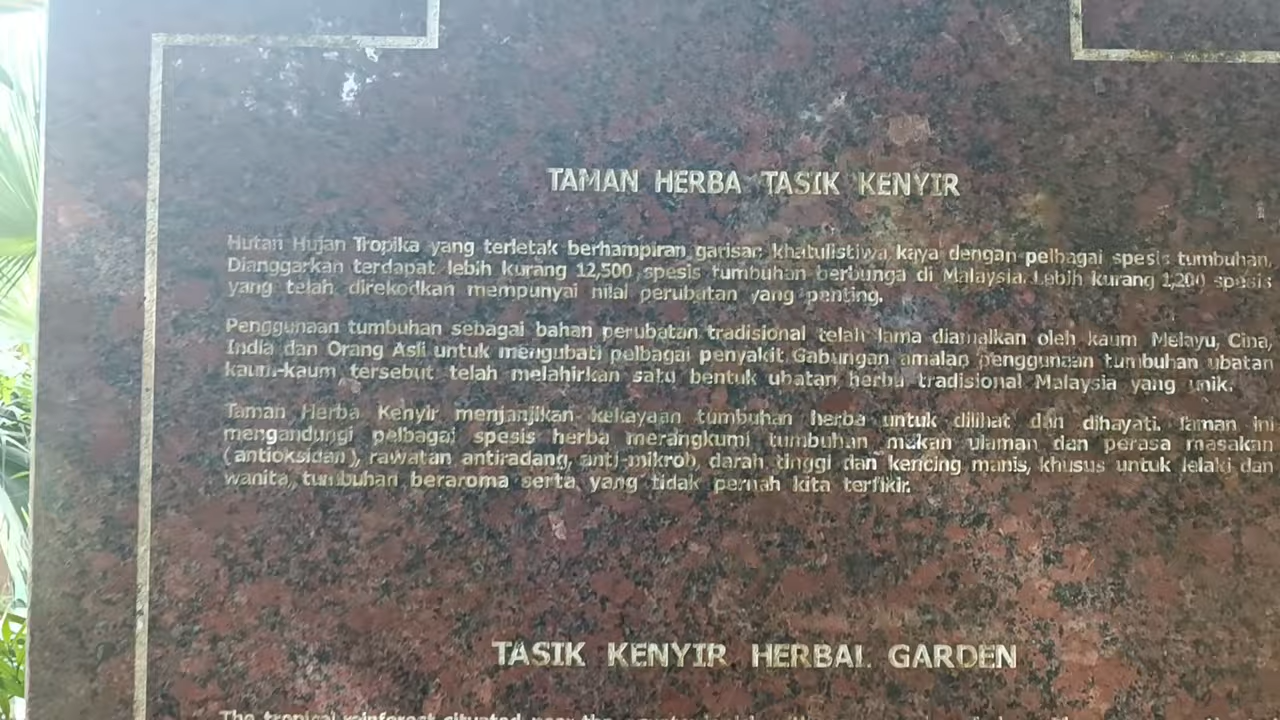 TAMAN HERBA TASIK KENYIR
Hutan Hujan Tropika yang terletak berhampiran garisan khatulistiwa kaya dengan pelbagai spesis tumbuhan.
Dianggarkan terdapat lebih kurang 12,500 spesis tumbuhan berbunga di Malaysia. Lebih kurang 1,200 spesis
yang telah direkodkan mempunyai nilai perubatan yang penting.
Penggunaan tumbuhan sebagai bahan perubatan tradisional telah lama diamalkan oleh kaum Melayu, Cina,
India dan Orang Asli untuk mengubati pelbagai penyakit. Gabungan amalan penggunaan tumbuhan ubatan
kaum-kaum tersebut telah melahirkan satu bentuk ubatan herba tradisional Malaysia yang unik.
Taman Herba Kenyir menjanjikan kekayaan tumbuhan herba untuk dilihat dan dihayati. Taman ini
mengandungi pelbagai spesis herba merangkumi tumbuhan makan ulaman dan perasa masakan
(antioksidan), rawatan antiradang, anti-mikrob, darah tinggi dan kencing manis, khusus untuk lelaki dan
wanita, tumbuhan beraroma serta yang tidak pernah kita terfikir.
TASIK KENYIR HERBAL GARDEN
The tropical rainforest situated near the